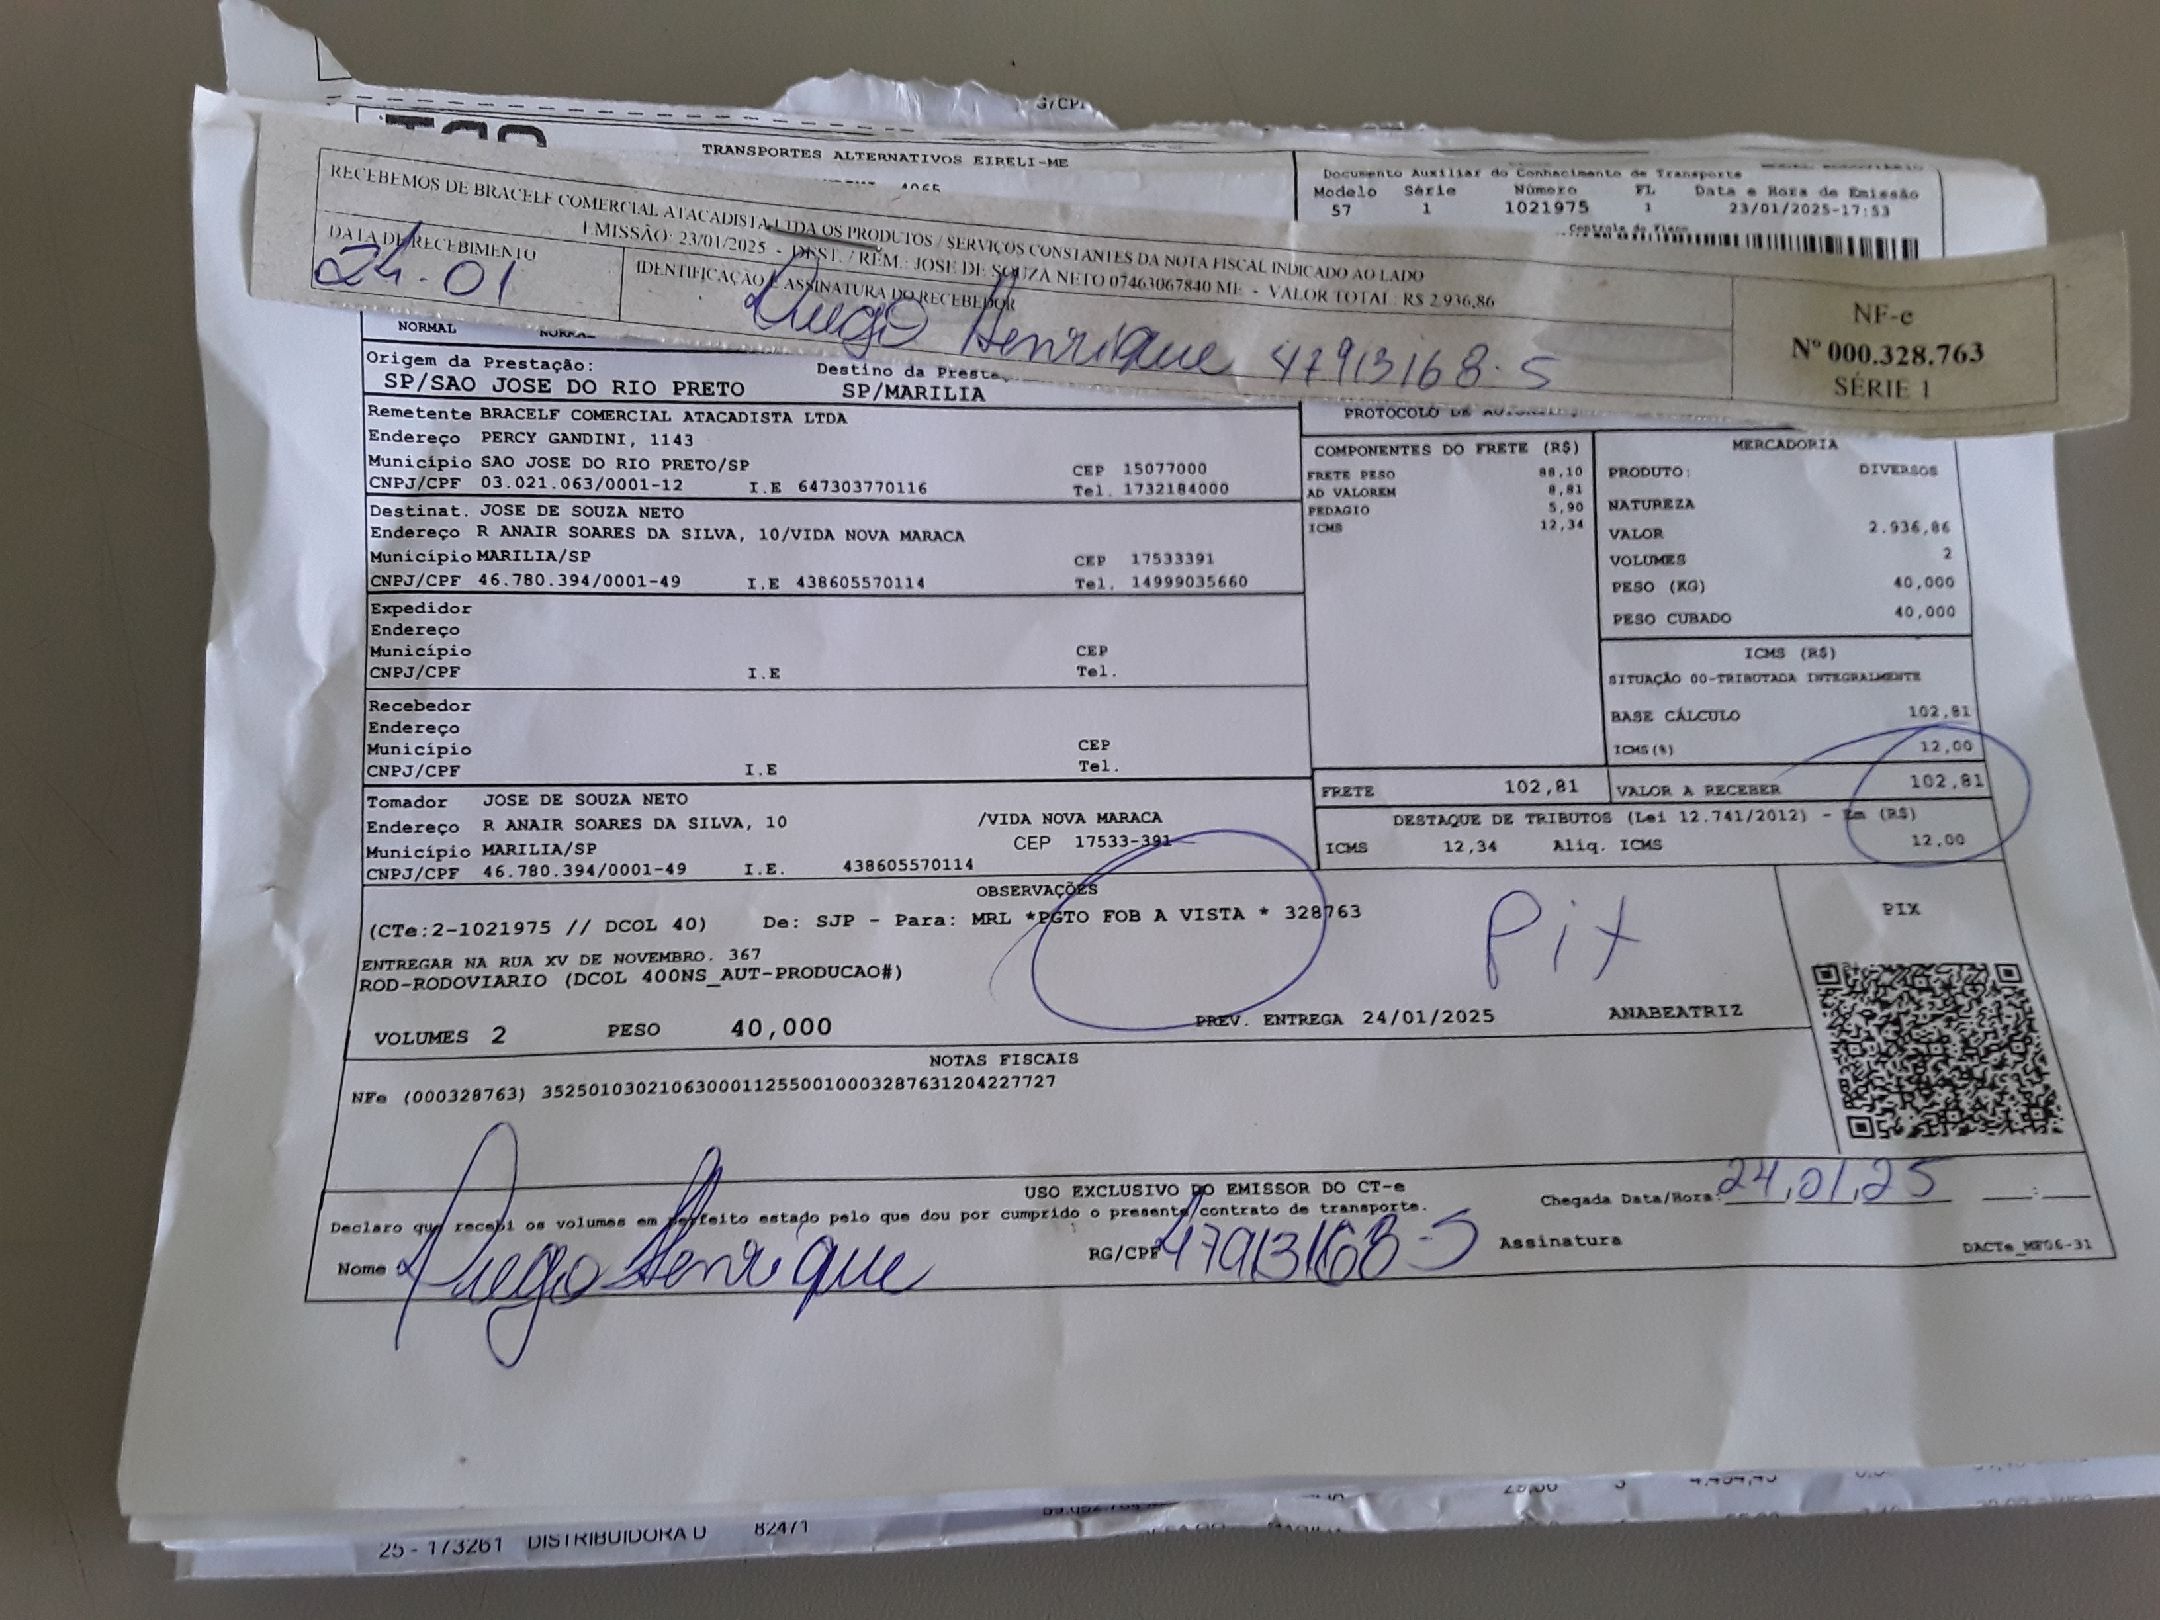 G/CPF
TRANSPORTES ALTERNATIVOS EIRELI-ME
4065
Documento Auxiliar do Conhecimento de Transporte
Modelo Série Número FL Data e Hora de Emissão
57 1 1021975 1 23/01/2025-17:53
Controle do Fisco
RECEBEMOS DE BRACELF COMERCIAL ATACADISTA LTDA OS PRODUTOS / SERVIÇOS CONSTANTES DA NOTA FISCAL INDICADO AO LADO
EMISSÃO: 23/01/2025 - DEST. / REM.: JOSE DE SOUZA NETO 07463067840 ME - VALOR TOTAL: R$ 2.936,86
DATA DE RECEBIMENTO
24.01
IDENTIFICAÇÃO E ASSINATURA DO RECEBEDOR
Diego Henrique 47913168-5
NF-e
Nº 000.328.763
SÉRIE 1
NORMAL NORMAL
Origem da Prestação: Destino da Presta
SP/SAO JOSE DO RIO PRETO SP/MARILIA
Remetente BRACELF COMERCIAL ATACADISTA LTDA
Endereço PERCY GANDINI, 1143
Município SAO JOSE DO RIO PRETO/SP CEP 15077000
CNPJ/CPF 03.021.063/0001-12 I.E 647303770116 Tel. 1732184000
Destinat. JOSE DE SOUZA NETO
Endereço R ANAIR SOARES DA SILVA, 10/VIDA NOVA MARACA
Município MARILIA/SP CEP 17533391
CNPJ/CPF 46.780.394/0001-49 I.E 438605570114 Tel. 14999035660
Expedidor
Endereço
Município CEP
CNPJ/CPF I.E Tel.
Recebedor
Endereço
Município CEP
CNPJ/CPF I.E Tel.
Tomador JOSE DE SOUZA NETO
Endereço R ANAIR SOARES DA SILVA, 10 /VIDA NOVA MARACA
Município MARILIA/SP CEP 17533-391
CNPJ/CPF 46.780.394/0001-49 I.E. 438605570114
PROTOCOLO DE
COMPONENTES DO FRETE (R$)
FRETE PESO 88,10
AD VALOREM 8,81
PEDAGIO 5,90
ICMS 12,34
MERCADORIA
PRODUTO: DIVERSOS
NATUREZA
VALOR 2.936,86
VOLUMES 2
PESO (KG) 40,000
PESO CUBADO 40,000
ICMS (R$)
SITUAÇÃO 00-TRIBUTADA INTEGRALMENTE
BASE CÁLCULO 102,81
ICMS(%) 12,00
FRETE 102,81 VALOR A RECEBER 102,81
DESTAQUE DE TRIBUTOS (Lei 12.741/2012) - Em (R$)
ICMS 12,34 Aliq. ICMS 12,00
OBSERVAÇÕES
(CTe:2-1021975 // DCOL 40) De: SJP - Para: MRL *PGTO FOB A VISTA * 328763
ENTREGAR NA RUA XV DE NOVEMBRO. 367
ROD-RODOVIARIO (DCOL 400NS_AUT-PRODUCAO#)
Pix
PIX
VOLUMES 2 PESO 40,000 PREV. ENTREGA 24/01/2025 ANABEATRIZ
NOTAS FISCAIS
NFe (000328763) 35250103021063000112550010003287631204227727
USO EXCLUSIVO DO EMISSOR DO CT-e
Declaro que recebi os volumes em perfeito estado pelo que dou por cumprido o presente contrato de transporte.
Chegada Data/Hora: 24.01.25 __:__
Nome Diego Henrique RG/CPF 47913168-5 Assinatura
DACTe_MF06-31
25 - 173261 DISTRIBUIDORA D 82471